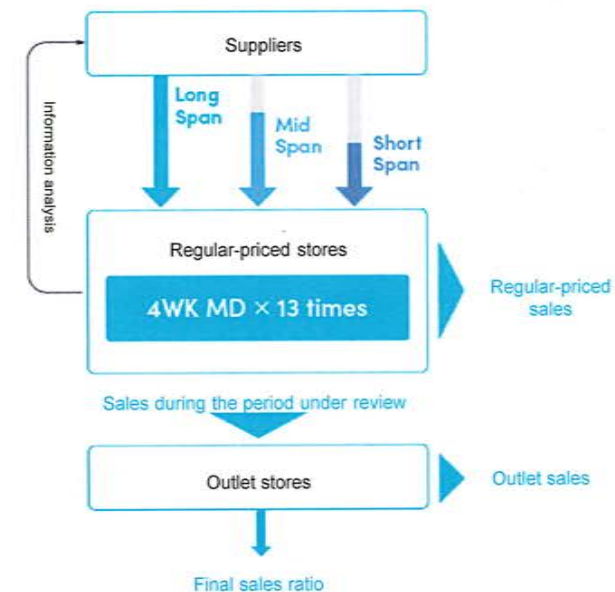 Suppliers
Long
Span
Mid
Span
Short
Span
Information analysis
Regular-priced stores
4WK MD × 13 times
Regular-priced
sales
Sales during the period under review
Outlet stores
Outlet sales
Final sales ratio